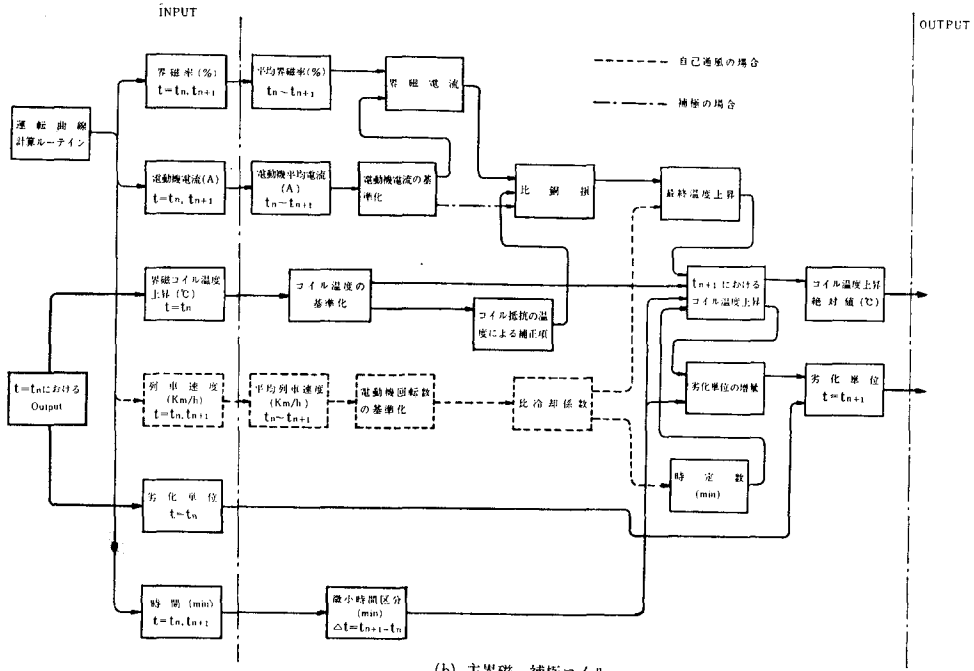 INPUT
OUTPUT
自己通風の場合
補極の場合
運転曲線
計算ルーテイン
界磁率(%)
t=tn,tn+1
平均界磁率(%)
tn~tn+1
界磁電流
電動機電流(A)
t=tn,tn+1
電動機平均電流
(A)
tn~tn+1
電動機電流の基
準化
比銅損
最終温度上昇
界磁コイル温度
上昇(℃)
t=tn
コイル温度の
基準化
コイル抵抗の温
度による補正項
tn+1における
コイル温度上昇
コイル温度上昇
絶対値(℃)
t=tnにおける
Output
列車速度
(Km/h)
t=tn,tn+1
平均列車速度
(Km/h)
tn~tn+1
電動機回転数
の基準化
比冷却係数
劣化単位の増量
劣化単位
t=tn+1
時定数
(min)
劣化単位
t=tn
時間(min)
t=tn,tn+1
微小時間区分
(min)
△t=tn+1-tn
(b) 主界磁,補極コイル